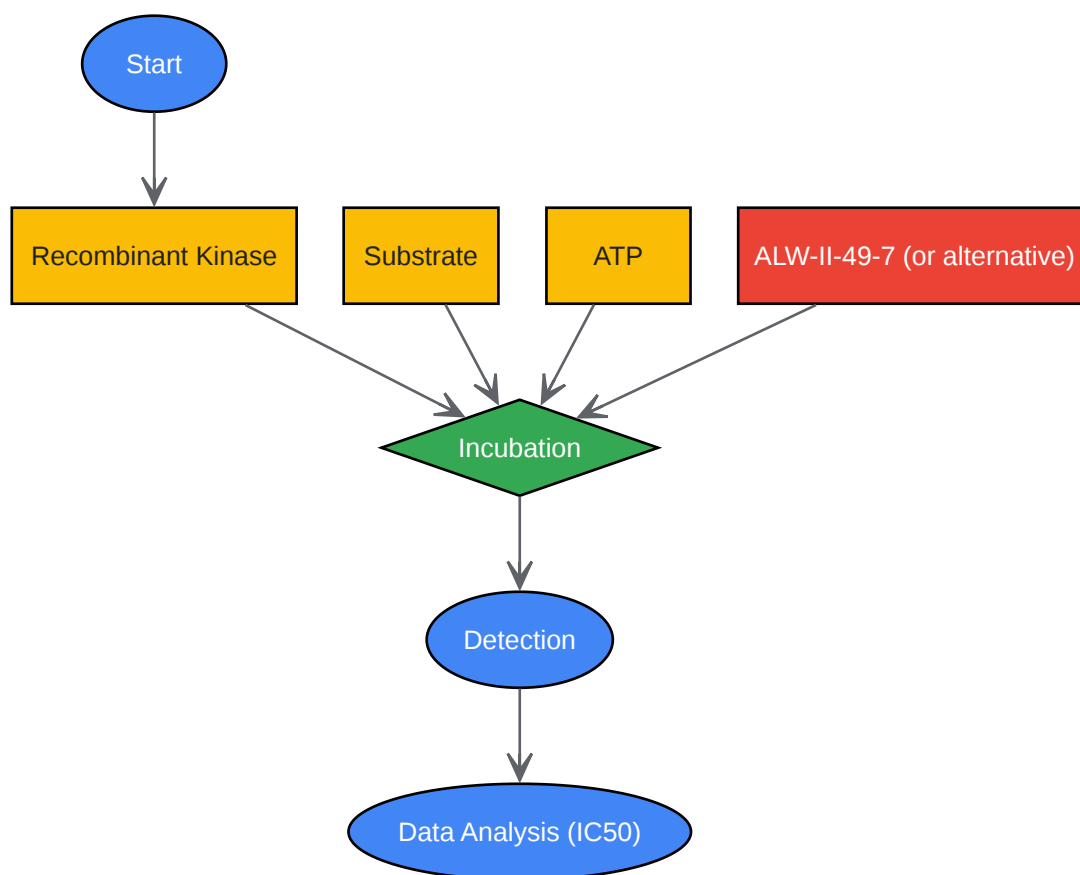 Start
Recombinant Kinase
Substrate
ATP
ALW-II-49-7 (or alternative)
Incubation
Detection
Data Analysis (IC50)